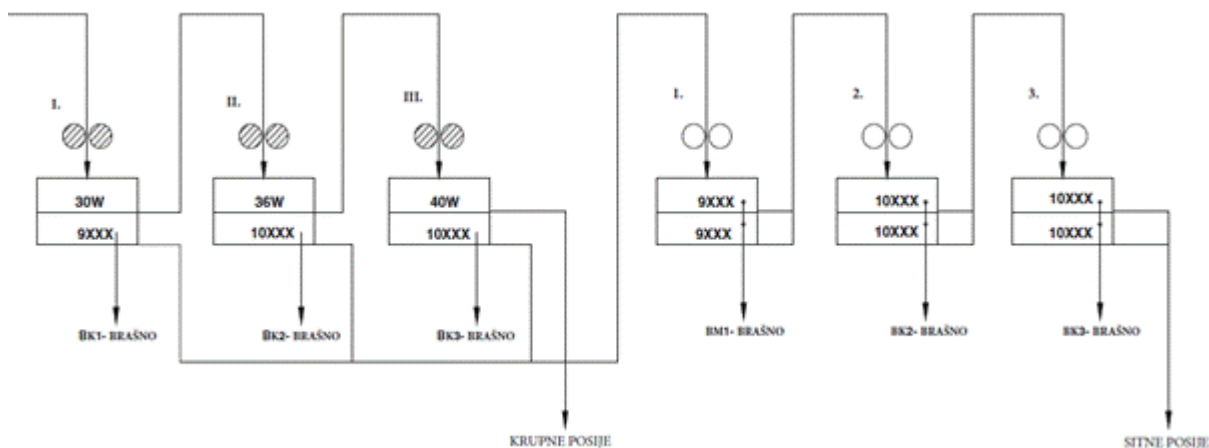 I.
II.
III.
1.
2.
3.
30W
36W
40W
9XXX
10XXX
10XXX
9XXX
10XXX
10XXX
9XXX
10XXX
10XXX
BK1- BRAŠNO
BK2- BRAŠNO
BK3- BRAŠNO
BM1- BRAŠNO
BK2- BRAŠNO
BK3- BRAŠNO
KRUPNE POSIJE
SITNE POSIJE